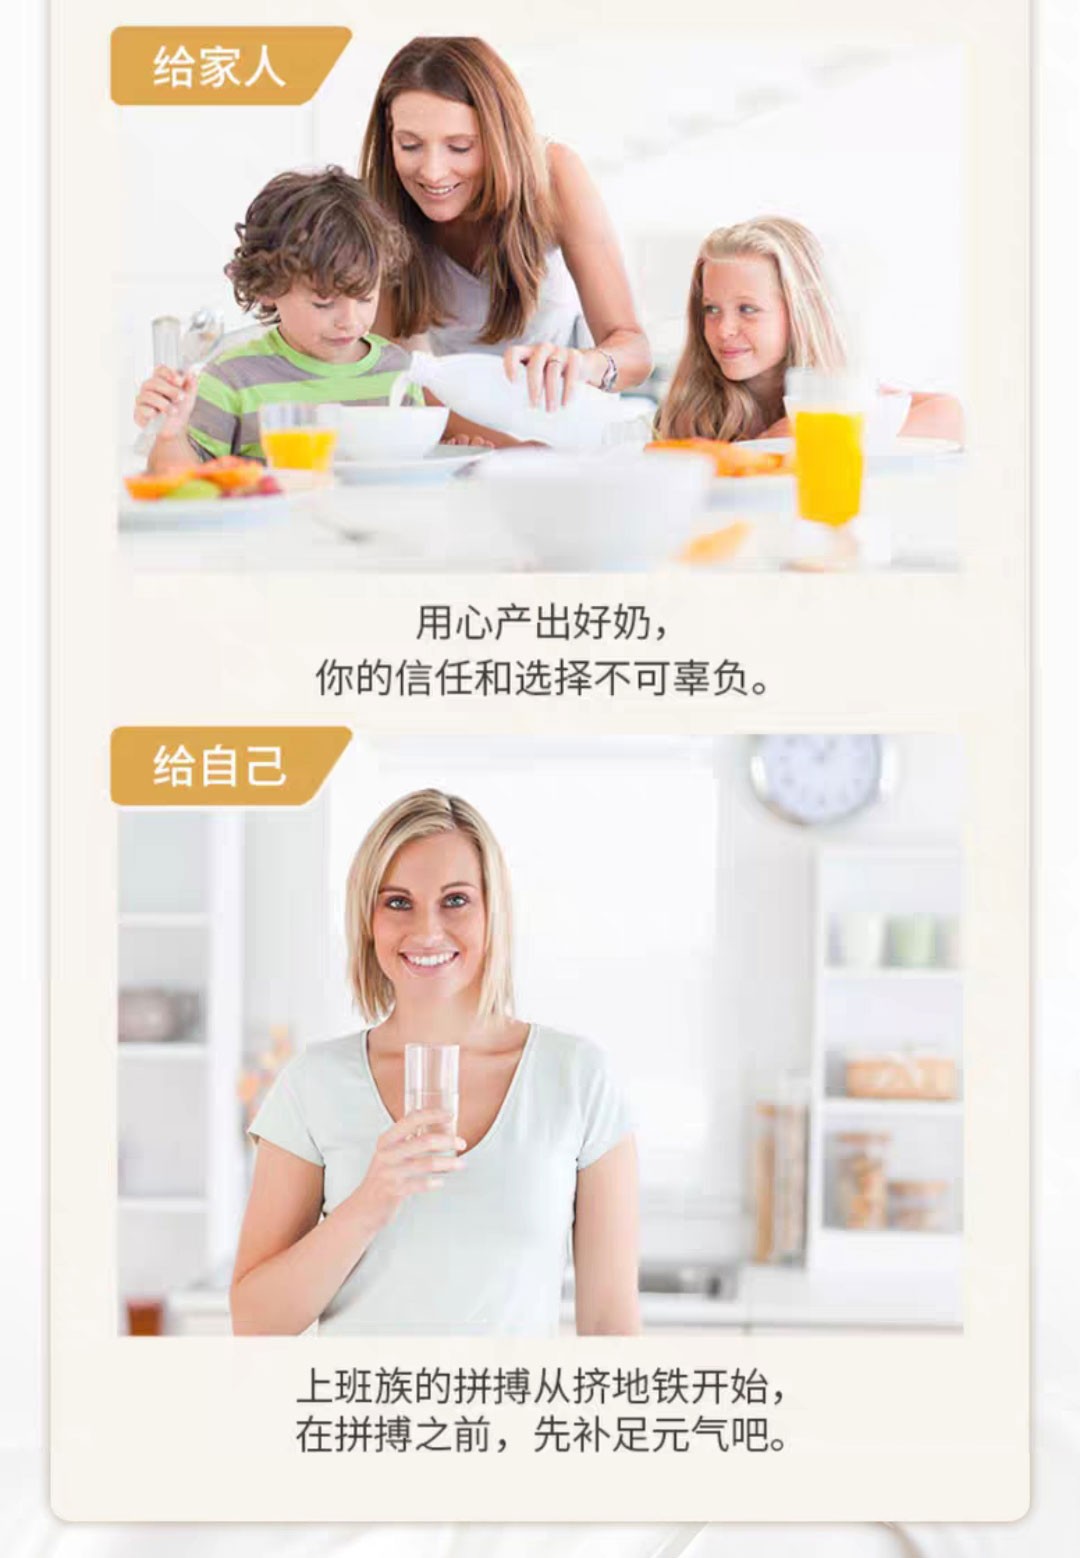 给家人
用心产出好奶，
你的信任和选择不可辜负。
给自己
上班族的拼搏从挤地铁开始，
在拼搏之前，先补足元气吧。